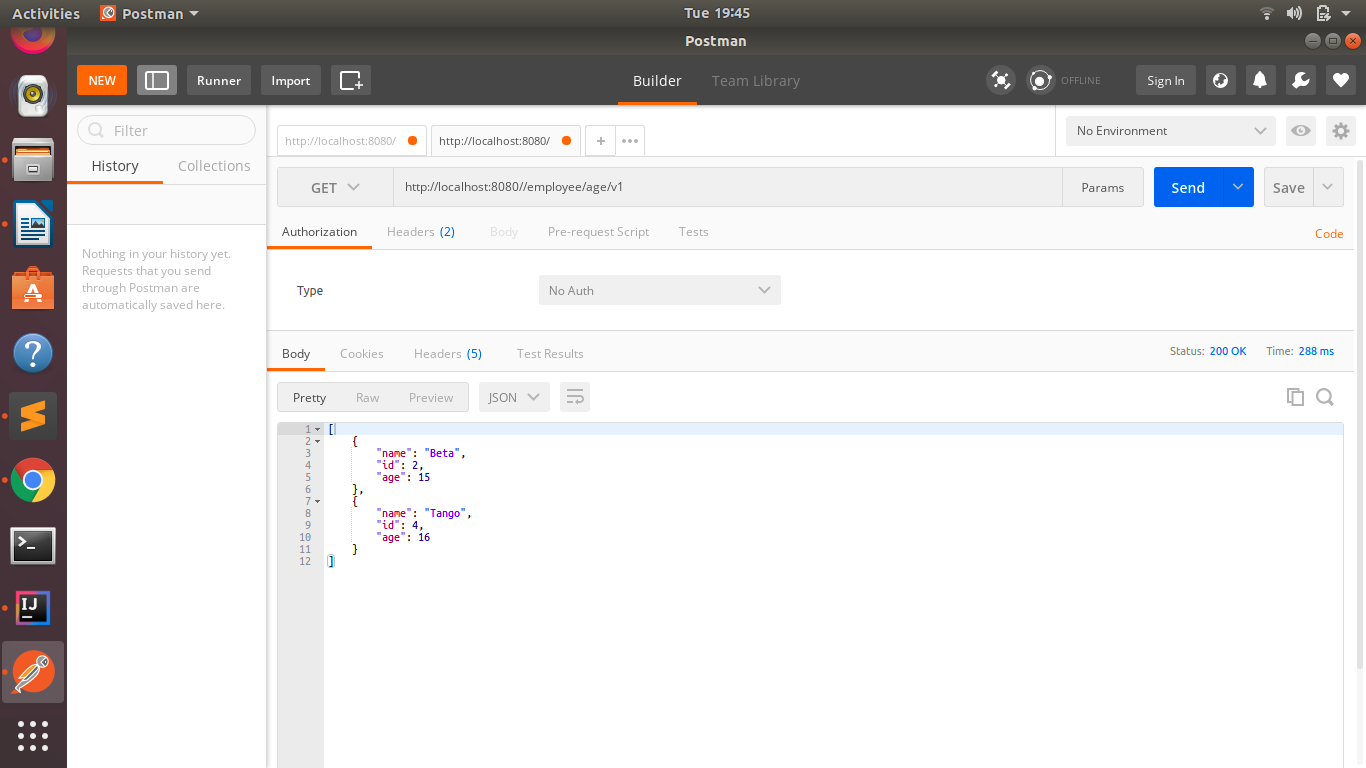 Activities Postman Tue 19:45
Postman
NEW Runner Import Builder Team Library OFFLINE Sign In
Filter
History Collections
Nothing in your history yet.
Requests that you send
through Postman are
automatically saved here.
http://localhost:8080/ http://localhost:8080/ + ••• No Environment
GET http://localhost:8080//employee/age/v1 Params Send Save
Authorization Headers (2) Body Pre-request Script Tests Code
Type No Auth
Body Cookies Headers (5) Test Results Status: 200 OK Time: 288 ms
Pretty Raw Preview JSON
1 [
2 {
3 "name": "Beta",
4 "id": 2,
5 "age": 15
6 },
7 {
8 "name": "Tango",
9 "id": 4,
10 "age": 16
11 }
12 ]
>_
IJ